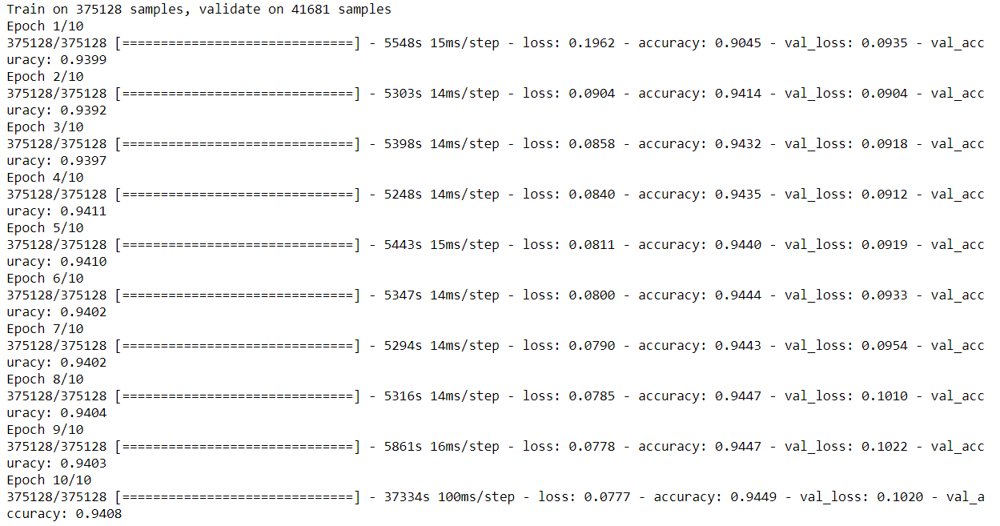 Train on 375128 samples, validate on 41681 samples
Epoch 1/10
375128/375128 [==============================] - 5548s 15ms/step - loss: 0.1962 - accuracy: 0.9045 - val_loss: 0.0935 - val_acc
uracy: 0.9399
Epoch 2/10
375128/375128 [==============================] - 5303s 14ms/step - loss: 0.0904 - accuracy: 0.9414 - val_loss: 0.0904 - val_acc
uracy: 0.9392
Epoch 3/10
375128/375128 [==============================] - 5398s 14ms/step - loss: 0.0858 - accuracy: 0.9432 - val_loss: 0.0918 - val_acc
uracy: 0.9397
Epoch 4/10
375128/375128 [==============================] - 5248s 14ms/step - loss: 0.0840 - accuracy: 0.9435 - val_loss: 0.0912 - val_acc
uracy: 0.9411
Epoch 5/10
375128/375128 [==============================] - 5443s 15ms/step - loss: 0.0811 - accuracy: 0.9440 - val_loss: 0.0919 - val_acc
uracy: 0.9410
Epoch 6/10
375128/375128 [==============================] - 5347s 14ms/step - loss: 0.0800 - accuracy: 0.9444 - val_loss: 0.0933 - val_acc
uracy: 0.9402
Epoch 7/10
375128/375128 [==============================] - 5294s 14ms/step - loss: 0.0790 - accuracy: 0.9443 - val_loss: 0.0954 - val_acc
uracy: 0.9402
Epoch 8/10
375128/375128 [==============================] - 5316s 14ms/step - loss: 0.0785 - accuracy: 0.9447 - val_loss: 0.1010 - val_acc
uracy: 0.9404
Epoch 9/10
375128/375128 [==============================] - 5861s 16ms/step - loss: 0.0778 - accuracy: 0.9447 - val_loss: 0.1022 - val_acc
uracy: 0.9403
Epoch 10/10
375128/375128 [==============================] - 37334s 100ms/step - loss: 0.0777 - accuracy: 0.9449 - val_loss: 0.1020 - val_a
ccuracy: 0.9408